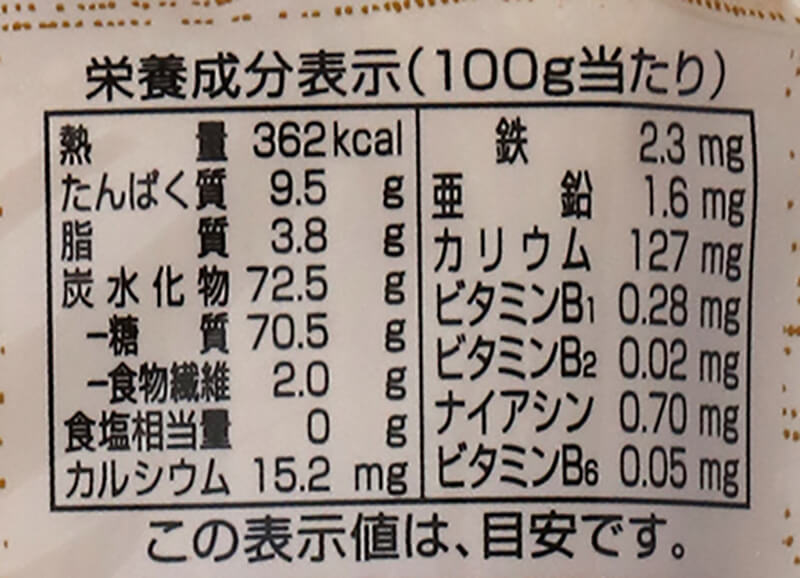 栄養成分表示(100g当たり)
熱量 362kcal
たんぱく質 9.5 g
脂質 3.8 g
炭水化物 72.5 g
−糖質 70.5 g
−食物繊維 2.0 g
食塩相当量 0 g
カルシウム 15.2 mg
鉄 2.3 mg
亜鉛 1.6 mg
カリウム 127 mg
ビタミンB1 0.28 mg
ビタミンB2 0.02 mg
ナイアシン 0.70 mg
ビタミンB6 0.05 mg
この表示値は、目安です。